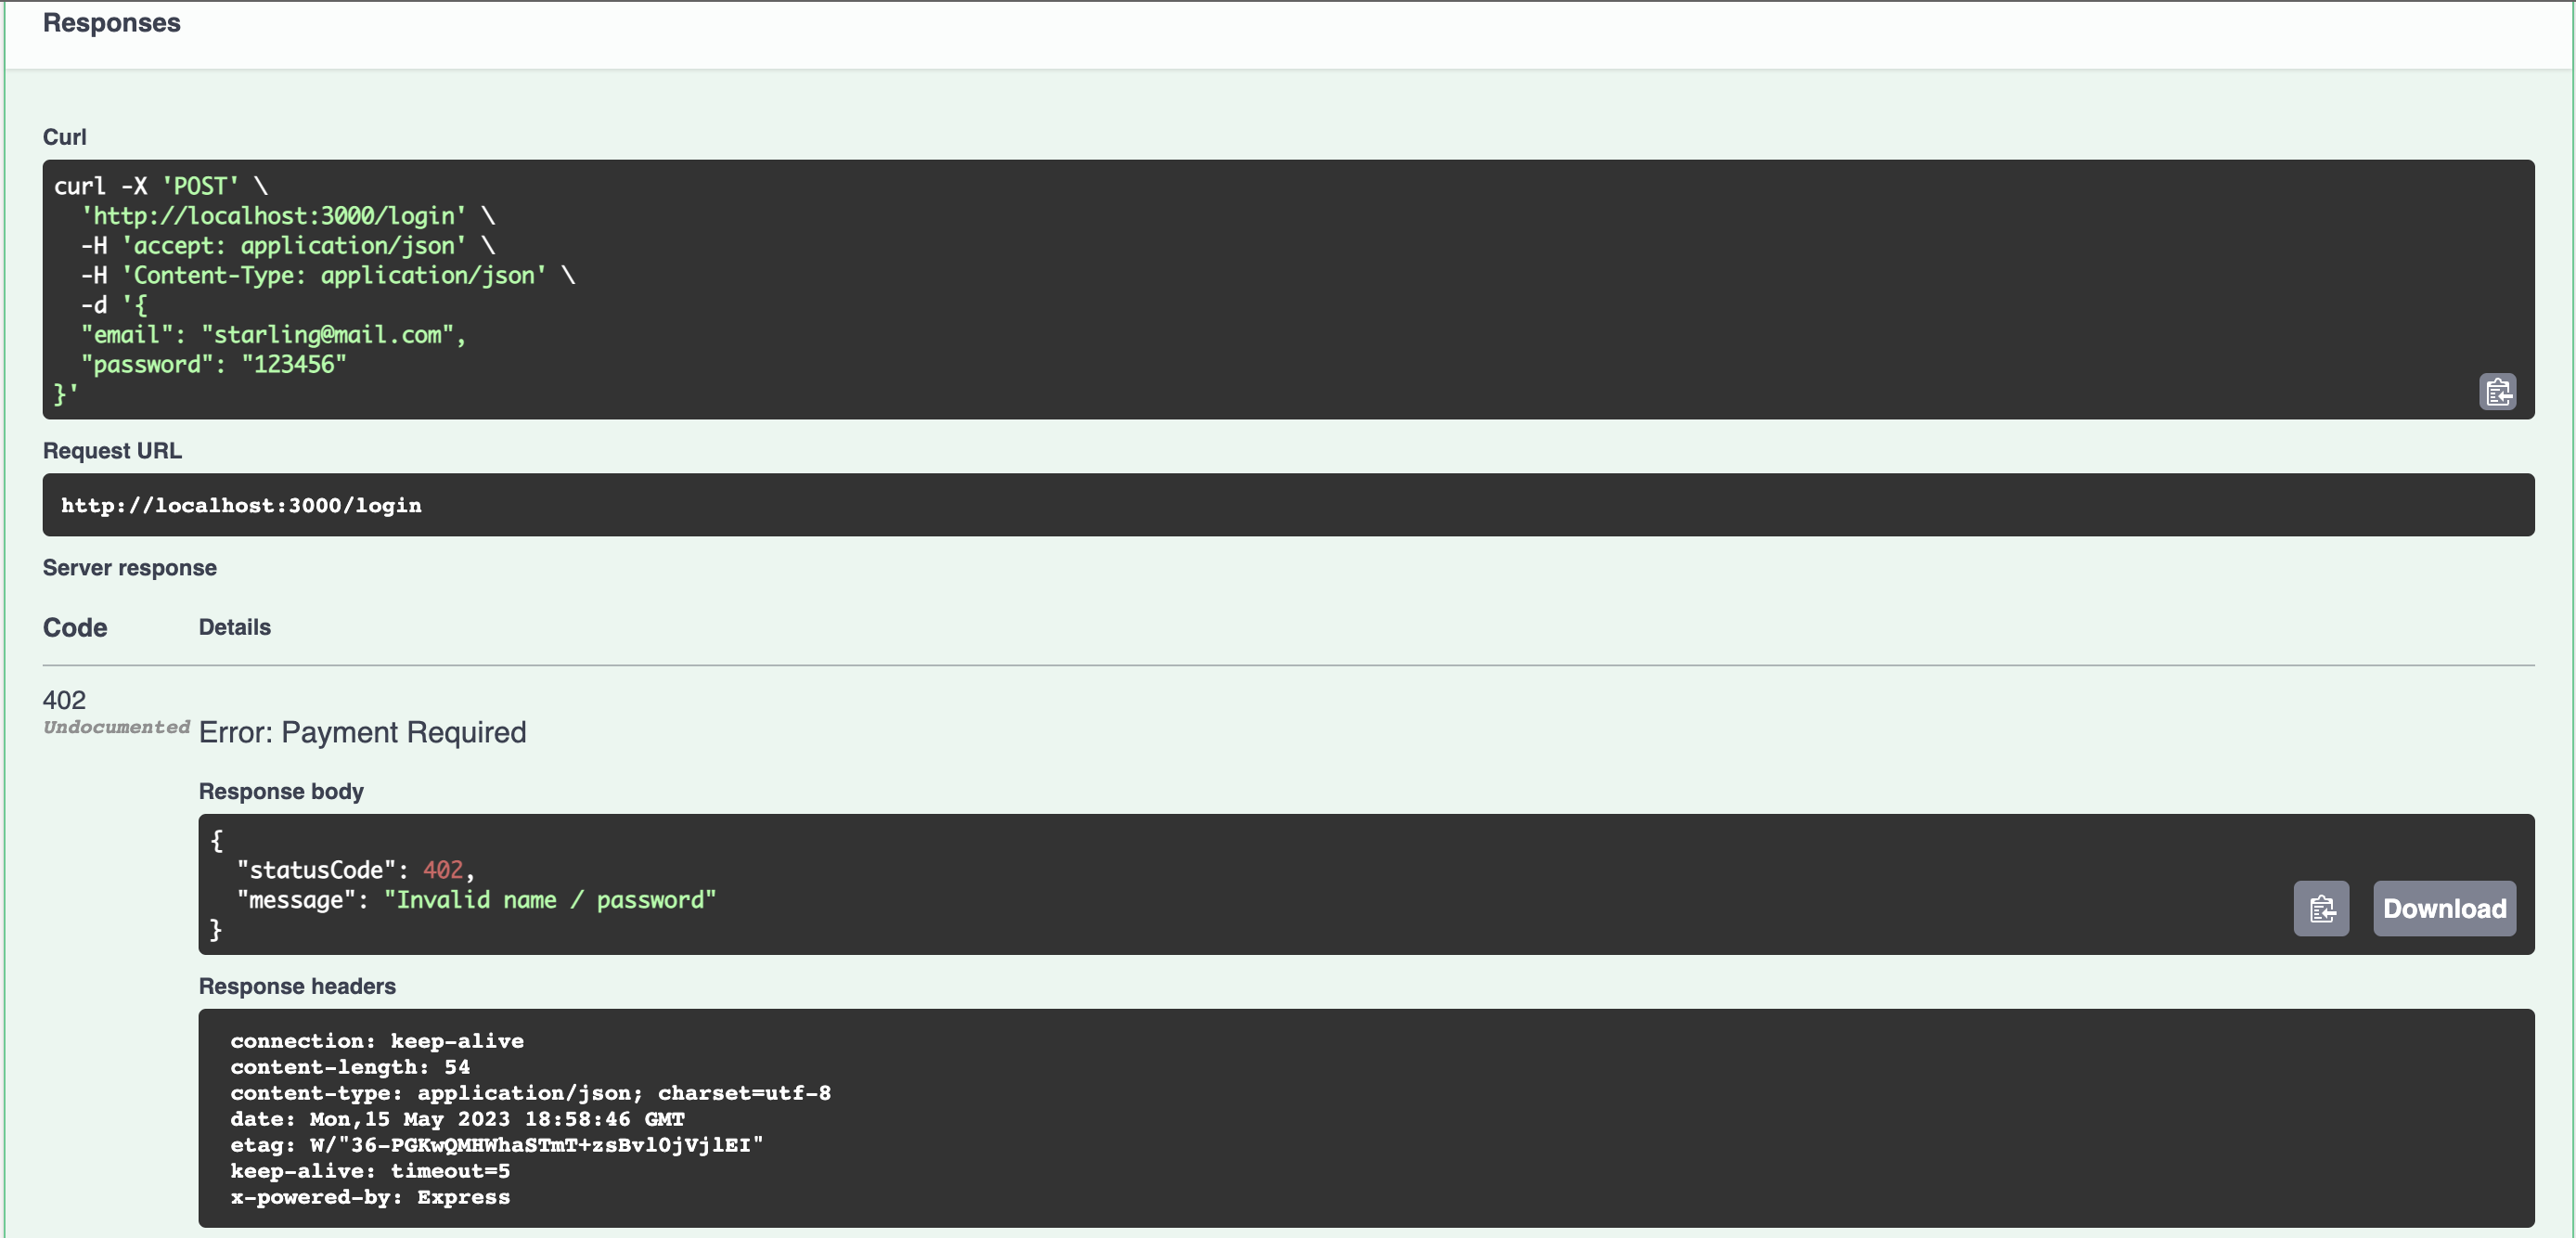 Responses
Curl
curl -X 'POST' \
  'http://localhost:3000/login' \
  -H 'accept: application/json' \
  -H 'Content-Type: application/json' \
  -d '{
  "email": "starling@mail.com",
  "password": "123456"
}'
Request URL
http://localhost:3000/login
Server response
Code Details
402
Undocumented Error: Payment Required
Response body
{
  "statusCode": 402,
  "message": "Invalid name / password"
}
Download
Response headers
connection: keep-alive
content-length: 54
content-type: application/json; charset=utf-8
date: Mon,15 May 2023 18:58:46 GMT
etag: W/"36-PGKwQMHWhaSTmT+zsBvl0jVjlEI"
keep-alive: timeout=5
x-powered-by: Express